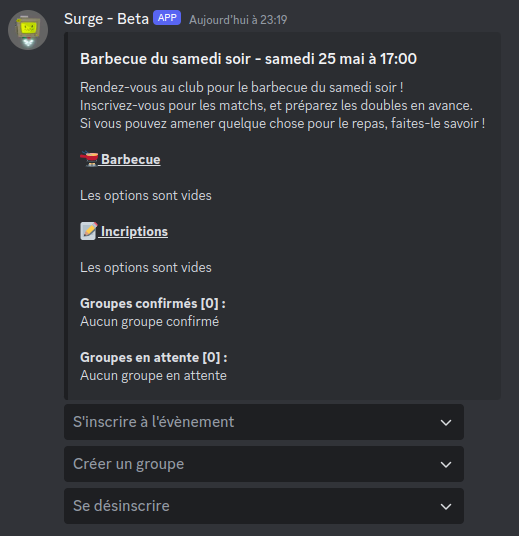 Surge - Beta APP Aujourd'hui à 23:19
Barbecue du samedi soir - samedi 25 mai à 17:00
Rendez-vous au club pour le barbecue du samedi soir !
Inscrivez-vous pour les matchs, et préparez les doubles en avance.
Si vous pouvez amener quelque chose pour le repas, faites-le savoir !
Barbecue
Les options sont vides
Incriptions
Les options sont vides
Groupes confirmés [0] :
Aucun groupe confirmé
Groupes en attente [0] :
Aucun groupe en attente
S'inscrire à l'évènement
Créer un groupe
Se désinscrire